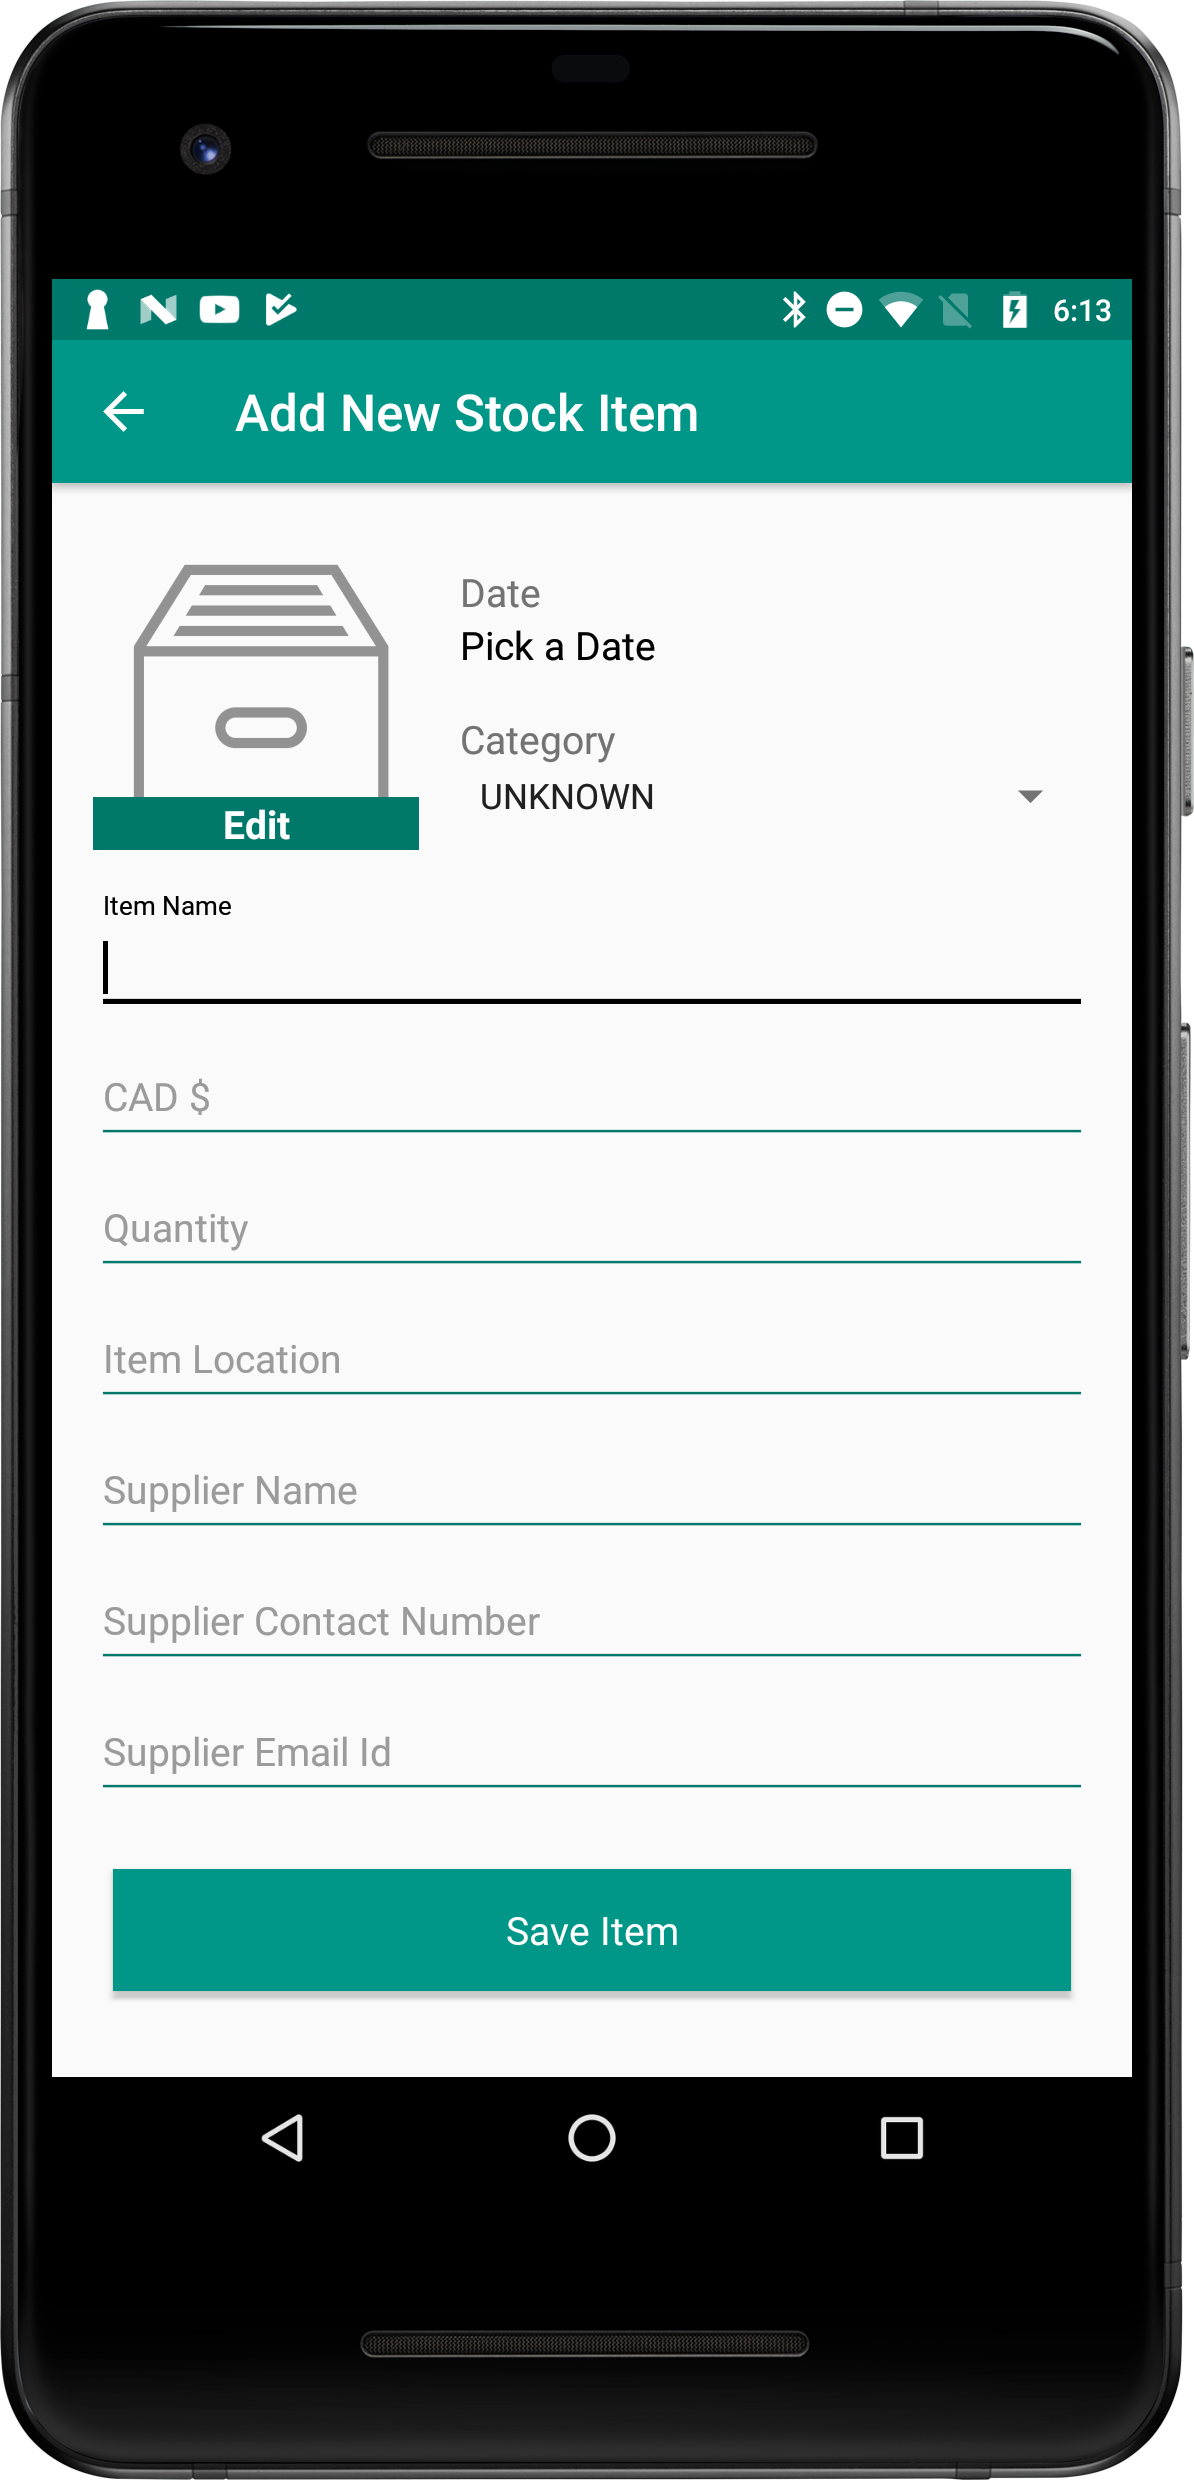 6:13
Add New Stock Item
Date
Pick a Date
Category
UNKNOWN
Edit
Item Name
CAD $
Quantity
Item Location
Supplier Name
Supplier Contact Number
Supplier Email Id
Save Item